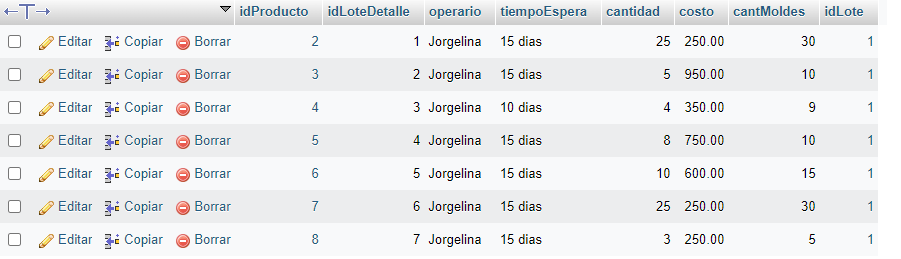 idProducto idLoteDetalle operario tiempoEspera cantidad costo cantMoldes idLote
Editar Copiar Borrar 2 1 Jorgelina 15 dias 25 250.00 30 1
Editar Copiar Borrar 3 2 Jorgelina 15 dias 5 950.00 10 1
Editar Copiar Borrar 4 3 Jorgelina 10 dias 4 350.00 9 1
Editar Copiar Borrar 5 4 Jorgelina 15 dias 8 750.00 10 1
Editar Copiar Borrar 6 5 Jorgelina 15 dias 10 600.00 15 1
Editar Copiar Borrar 7 6 Jorgelina 15 dias 25 250.00 30 1
Editar Copiar Borrar 8 7 Jorgelina 15 dias 3 250.00 5 1